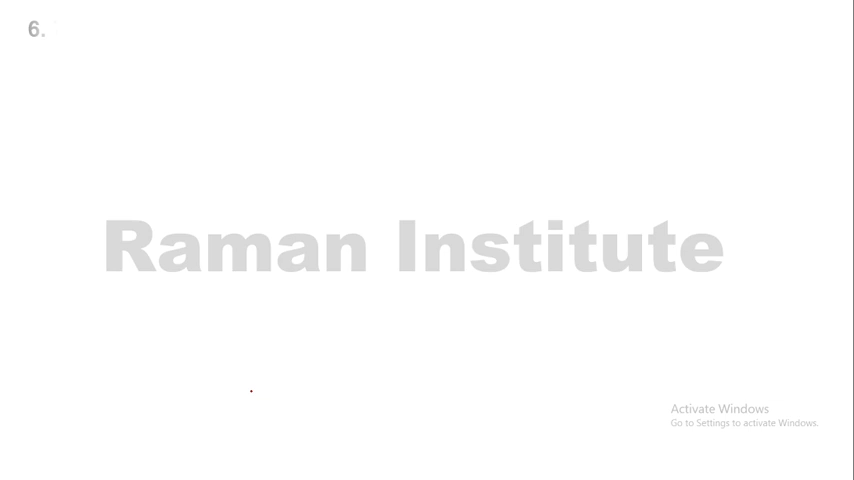 6.
Raman Institute
Activate Windows
Go to Settings to activate Windows.